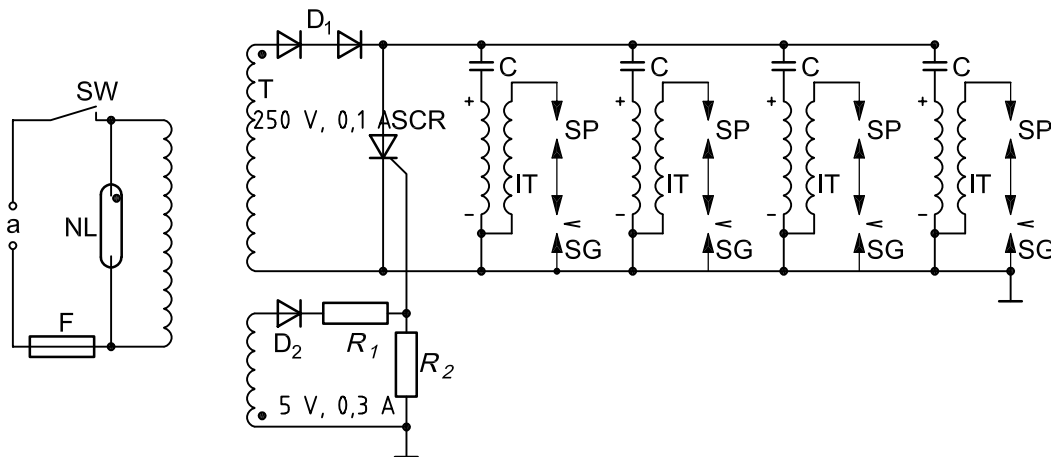 D1
SW
T
C
C
C
C
+
+
+
+
250 V, 0,1 A
SCR
SP
SP
SP
SP
a
NL
IT
IT
IT
IT
-
-
-
-
SG
SG
SG
SG
F
D2
R1
R2
5 V, 0,3 A